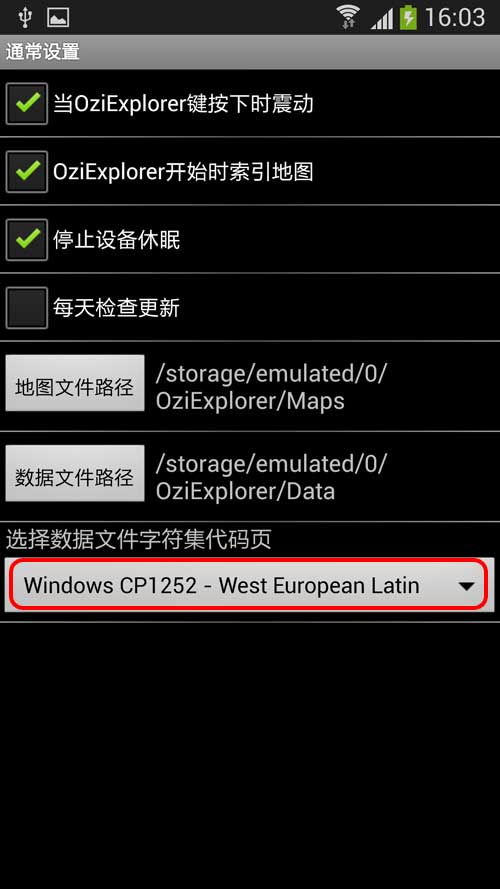 16:03
通常设置
当OziExplorer键按下时震动
OziExplorer开始时索引地图
停止设备休眠
每天检查更新
地图文件路径
/storage/emulated/0/
OziExplorer/Maps
数据文件路径
/storage/emulated/0/
OziExplorer/Data
选择数据文件字符集代码页
Windows CP1252 - West European Latin